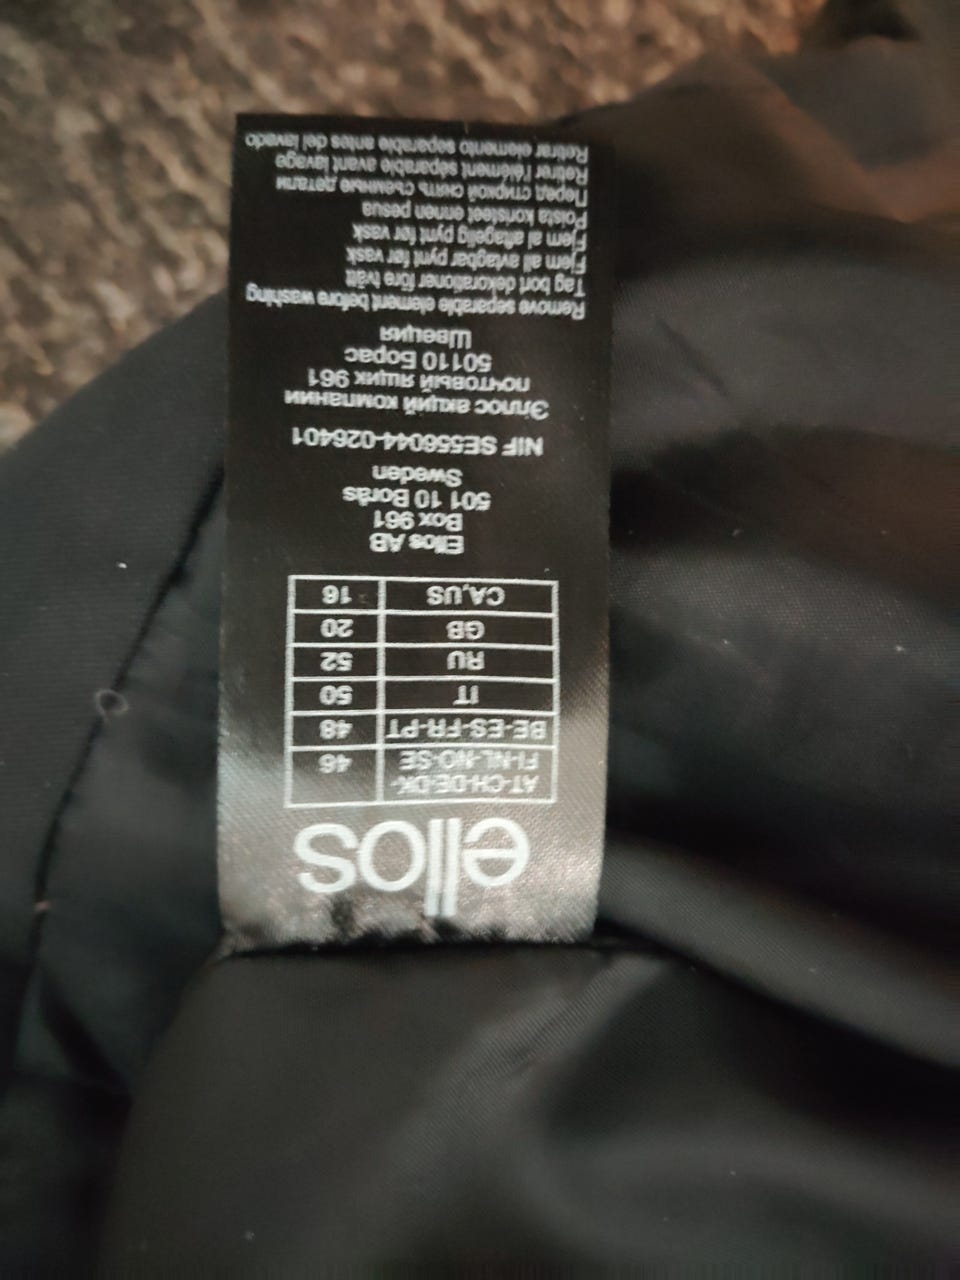 ellos
AT-CH-DE-DK-
FI-NL-NO-SE 46
BE-ES-FR-PT 48
IT 50
RU 52
GB 20
CA,US 16
Ellos AB
Box 961
501 10 Borås
Sweden
NIF SE556044-026401
Эллос акций компании
почтовый ящик 961
50110 Борас
Швеция
Remove separable element before washing
Tag bort dekorationer före tvätt
Fjern all avtagbar pynt før vask
Fjern al aftagelig pynt før vask
Poista koristeet ennen pesua
Перед стиркой снять съемные детали
Retirer l'élément séparable avant lavage
Retirar elemento separable antes del lavado